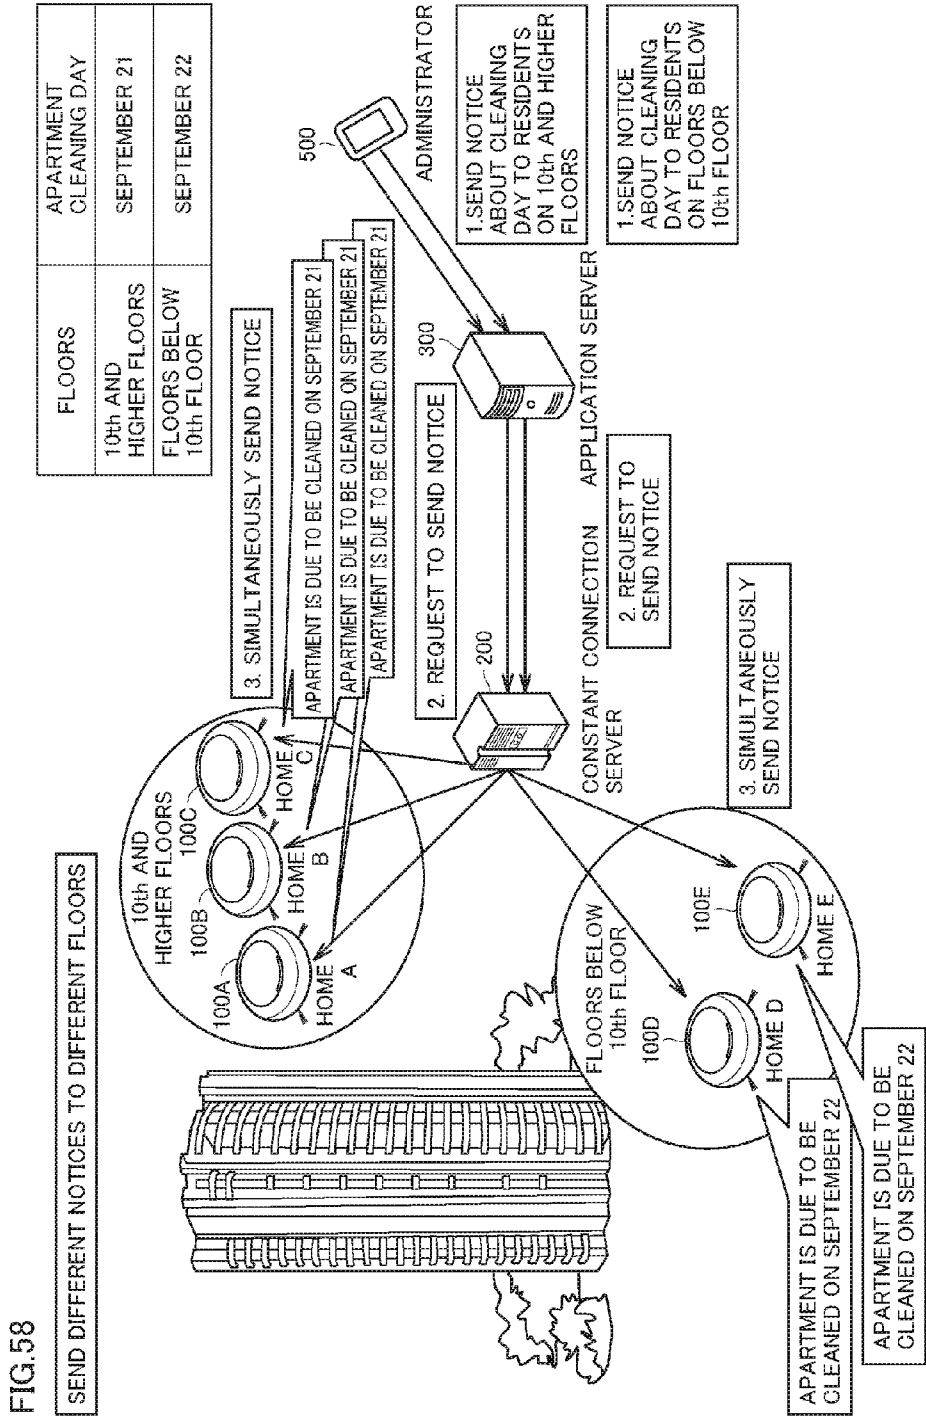 FIG.58
SEND DIFFERENT NOTICES TO DIFFERENT FLOORS
FLOORS
APARTMENT
CLEANING DAY
10th AND
HIGHER FLOORS
SEPTEMBER 21
FLOORS BELOW
10th FLOOR
SEPTEMBER 22
3. SIMULTANEOUSLY SEND NOTICE
APARTMENT IS DUE TO BE CLEANED ON SEPTEMBER 21
APARTMENT IS DUE TO BE CLEANED ON SEPTEMBER 21
APARTMENT IS DUE TO BE CLEANED ON SEPTEMBER 21
10th AND
HIGHER FLOORS
100A
100B
100C
HOME
A
HOME
B
HOME
C
2. REQUEST TO SEND NOTICE
200
300
500
ADMINISTRATOR
1.SEND NOTICE
ABOUT CLEANING
DAY TO RESIDENTS
ON 10th AND HIGHER
FLOORS
1.SEND NOTICE
ABOUT CLEANING
DAY TO RESIDENTS
ON FLOORS BELOW
10th FLOOR
CONSTANT CONNECTION
SERVER
APPLICATION SERVER
2. REQUEST TO
SEND NOTICE
3. SIMULTANEOUSLY
SEND NOTICE
FLOORS BELOW
10th FLOOR
100D
100E
HOME D
HOME E
APARTMENT IS DUE TO BE
CLEANED ON SEPTEMBER 22
APARTMENT IS DUE TO BE
CLEANED ON SEPTEMBER 22